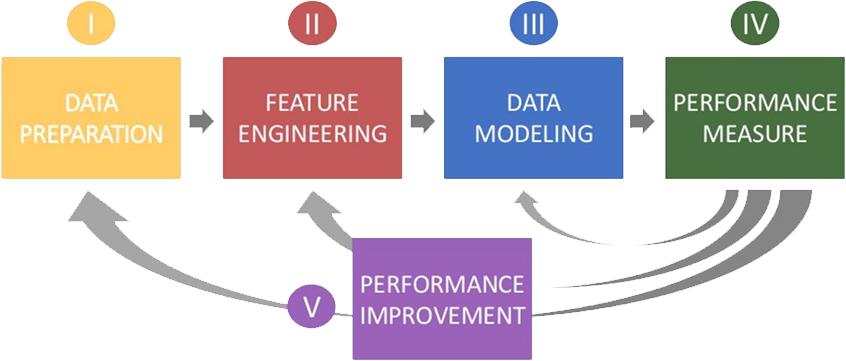 I
II
III
IV
DATA
PREPARATION
FEATURE
ENGINEERING
DATA
MODELING
PERFORMANCE
MEASURE
V
PERFORMANCE
IMPROVEMENT